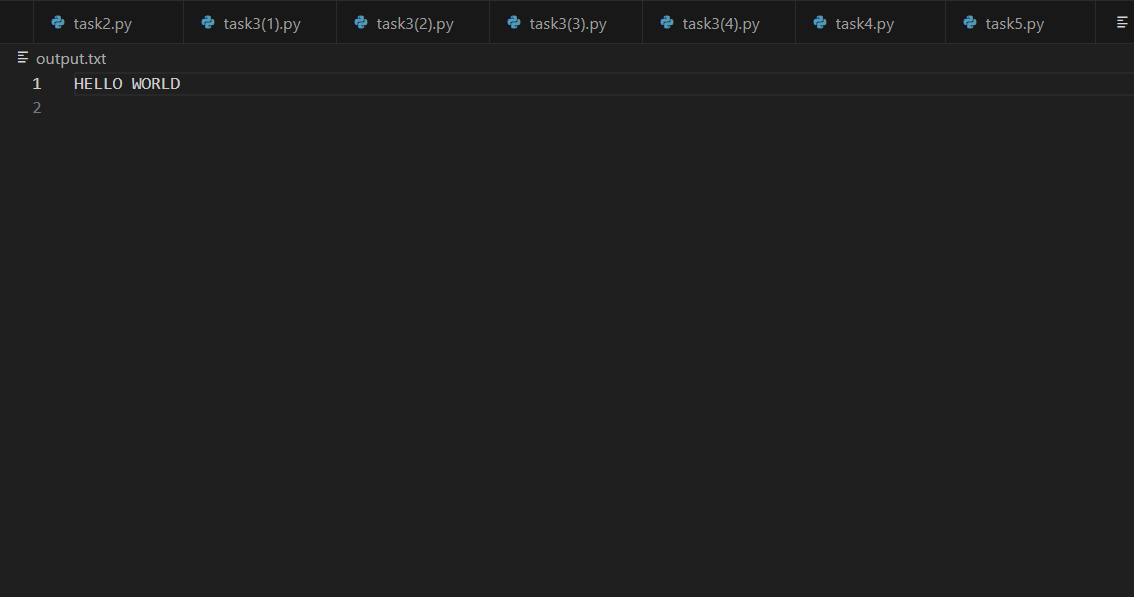 task2.py task3(1).py task3(2).py task3(3).py task3(4).py task4.py task5.py
output.txt
1 HELLO WORLD
2